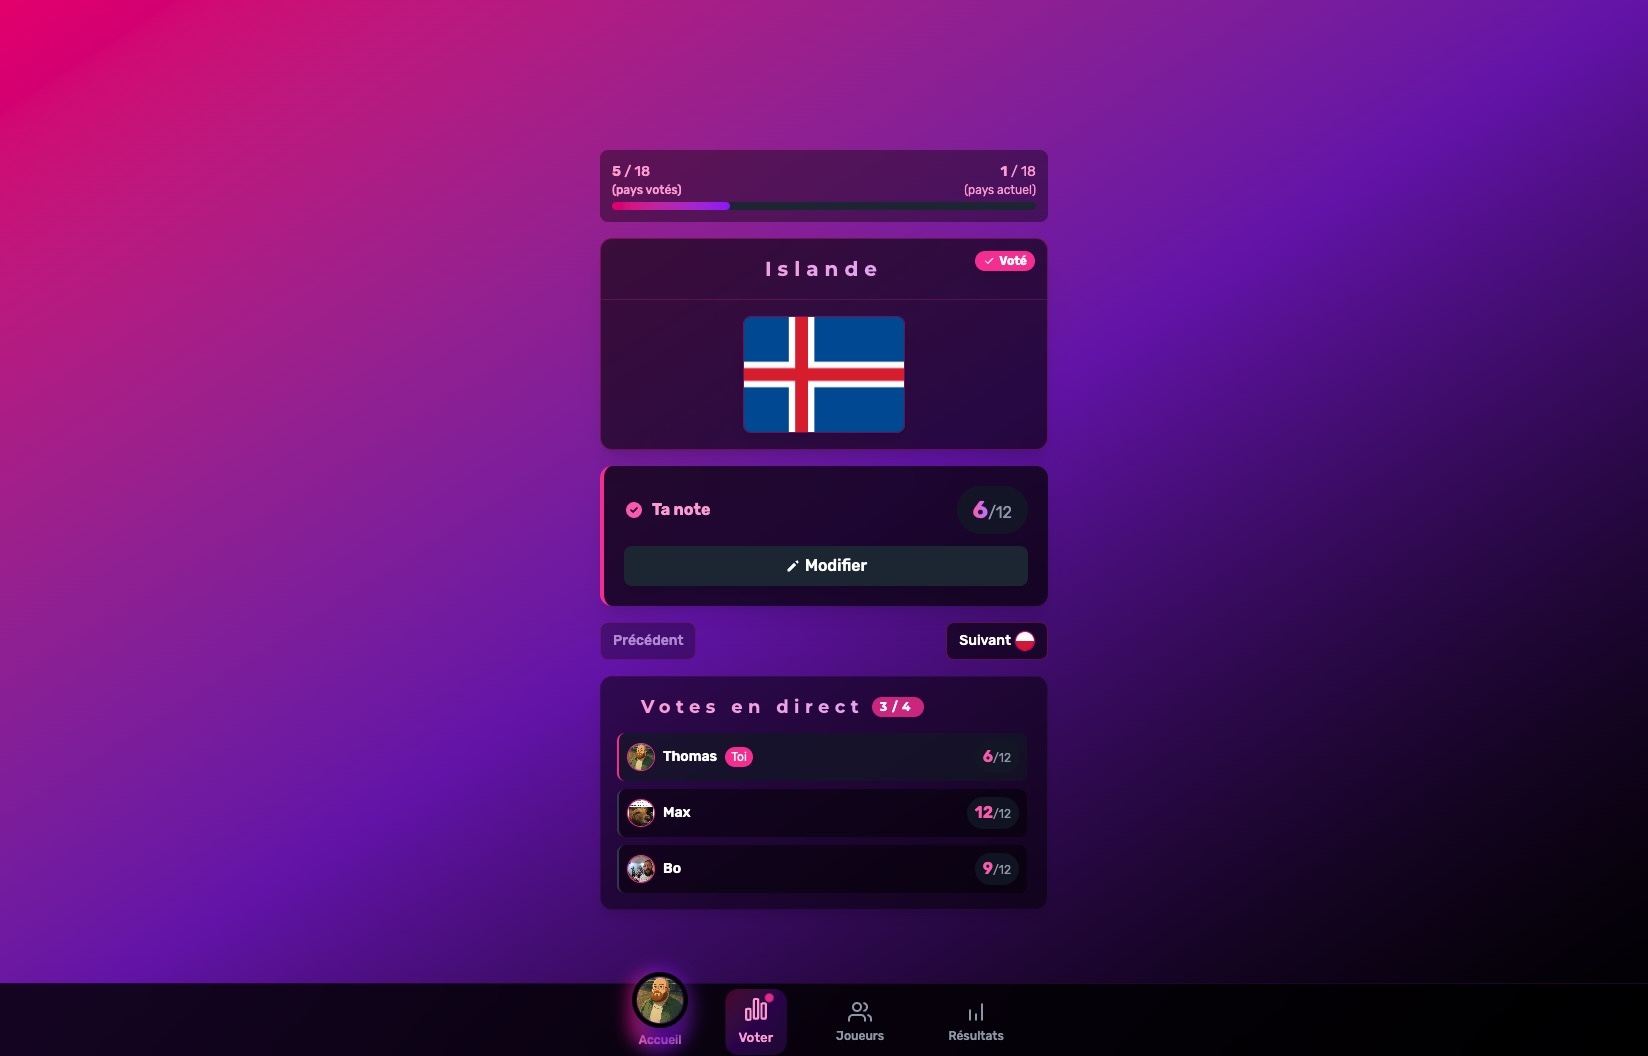 5 / 18
(pays votés)
1 / 18
(pays actuel)
Islande
Voté
Ta note
6/12
Modifier
Précédent
Suivant
Votes en direct 3 / 4
Thomas Toi 6/12
Max 12/12
Bo 9/12
Accueil
Voter
Joueurs
Résultats